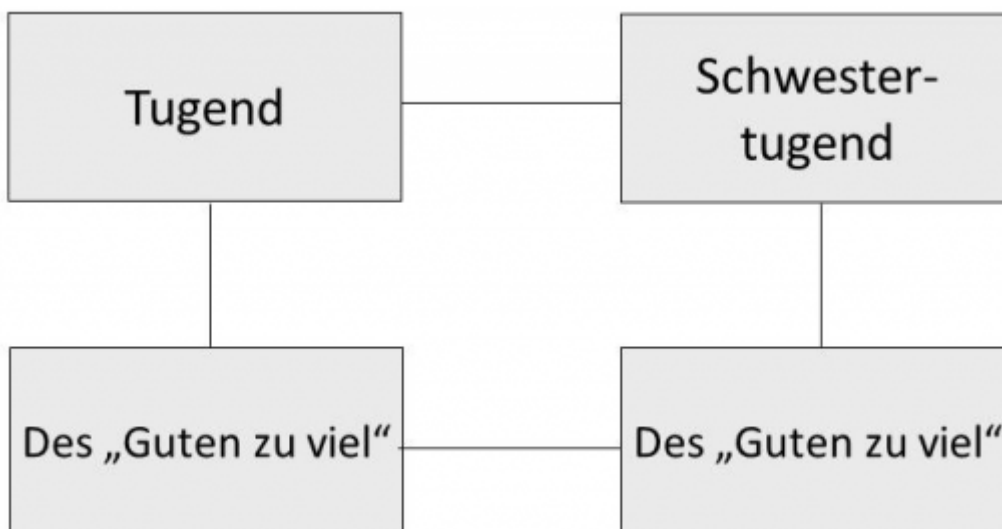 Tugend
Schwester-
tugend
Des „Guten zu viel“
Des „Guten zu viel“